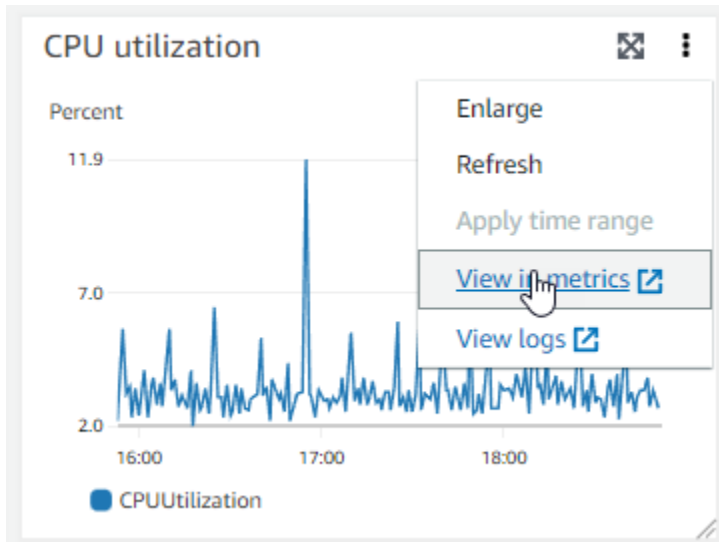 CPU utilization
Percent
11.9
7.0
2.0
16:00 17:00 18:00
CPUUtilization
Enlarge
Refresh
Apply time range
View in metrics
View logs